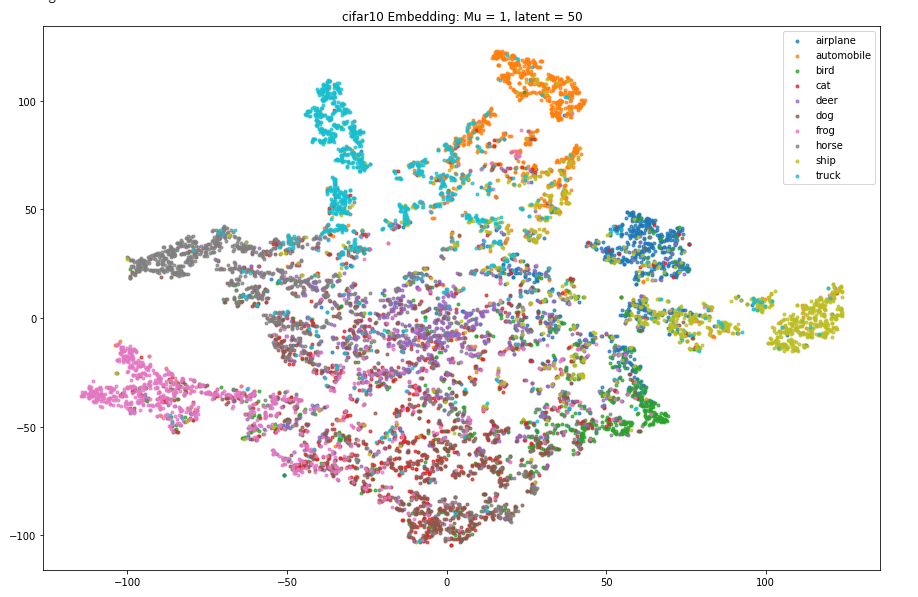 cifar10 Embedding: Mu = 1, latent = 50
airplane
automobile
bird
cat
deer
dog
frog
horse
ship
truck
100
50
0
−50
−100
−100
−50
0
50
100